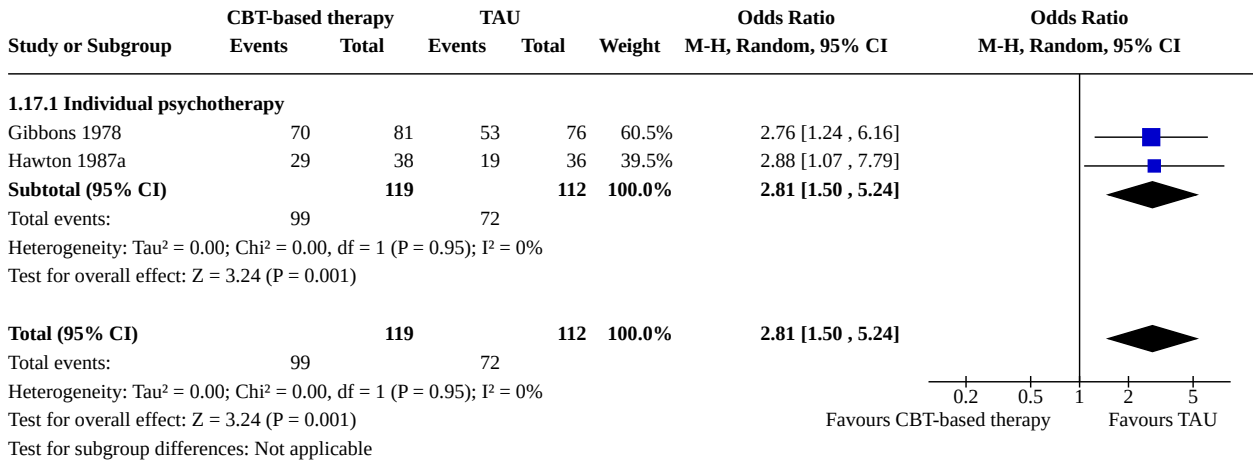 CBT-based therapy TAU Odds Ratio Odds Ratio
Study or Subgroup Events Total Events Total Weight M-H, Random, 95% CI M-H, Random, 95% CI
1.17.1 Individual psychotherapy
Gibbons 1978 70 81 53 76 60.5% 2.76 [1.24 , 6.16]
Hawton 1987a 29 38 19 36 39.5% 2.88 [1.07 , 7.79]
Subtotal (95% CI) 119 112 100.0% 2.81 [1.50 , 5.24]
Total events: 99 72
Heterogeneity: Tau² = 0.00; Chi² = 0.00, df = 1 (P = 0.95); I² = 0%
Test for overall effect: Z = 3.24 (P = 0.001)
Total (95% CI) 119 112 100.0% 2.81 [1.50 , 5.24]
Total events: 99 72
Heterogeneity: Tau² = 0.00; Chi² = 0.00, df = 1 (P = 0.95); I² = 0%
0.2 0.5 1 2 5
Test for overall effect: Z = 3.24 (P = 0.001) Favours CBT-based therapy Favours TAU
Test for subgroup differences: Not applicable